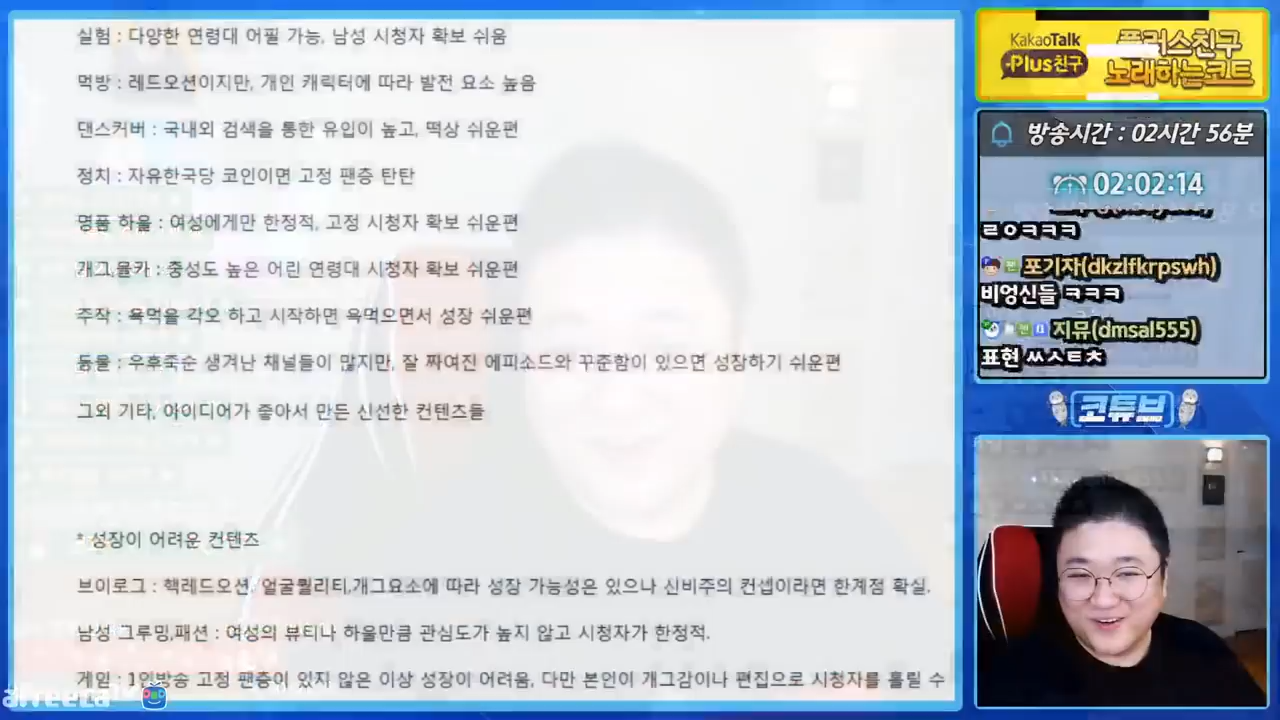 실험 : 다양한 연령대 어필 가능, 남성 시청자 확보 쉬움
먹방 : 레드오션이지만, 개인 캐릭터에 따라 발전 요소 높음
댄스커버 : 국내외 검색을 통한 유입이 높고, 떡상 쉬운편
정치 : 자유한국당 코인이면 고정 팬층 탄탄
명품 하울 : 여성에게만 한정적, 고정 시청자 확보 쉬운편
개그,몰카 : 충성도 높은 어린 연령대 시청자 확보 쉬운편
주작 : 욕먹을 각오 하고 시작하면 욕먹으면서 성장 쉬운편
동물 : 우후죽순 생겨난 채널들이 많지만, 잘 짜여진 에피소드와 꾸준함이 있으면 성장하기 쉬운편
그외 기타, 아이디어가 좋아서 만든 신선한 컨텐츠들
* 성장이 어려운 컨텐츠
브이로그 : 핵레드오션, 얼굴퀄리티,개그요소에 따라 성장 가능성은 있으나 신비주의 컨셉이라면 한계점 확실.
남성 그루밍,패션 : 여성의 뷰티나 하울만큼 관심도가 높지 않고 시청자가 한정적.
게임 : 1인방송 고정 팬층이 있지 않은 이상 성장이 어려움, 다만 본인이 개그감이나 편집으로 시청자를 홀릴 수
afreeca
KakaoTalk
Plus친구
플러스친구
노래하는코트
방송시간 : 02시간 56분
02:02:14
ㄹㅇㅋㅋㅋ
포기자(dkzlfkrpswh)
비엉신들 ㅋㅋㅋ
지뮤(dmsal555)
표현 ㅆㅅㅌㅊ
코튜브